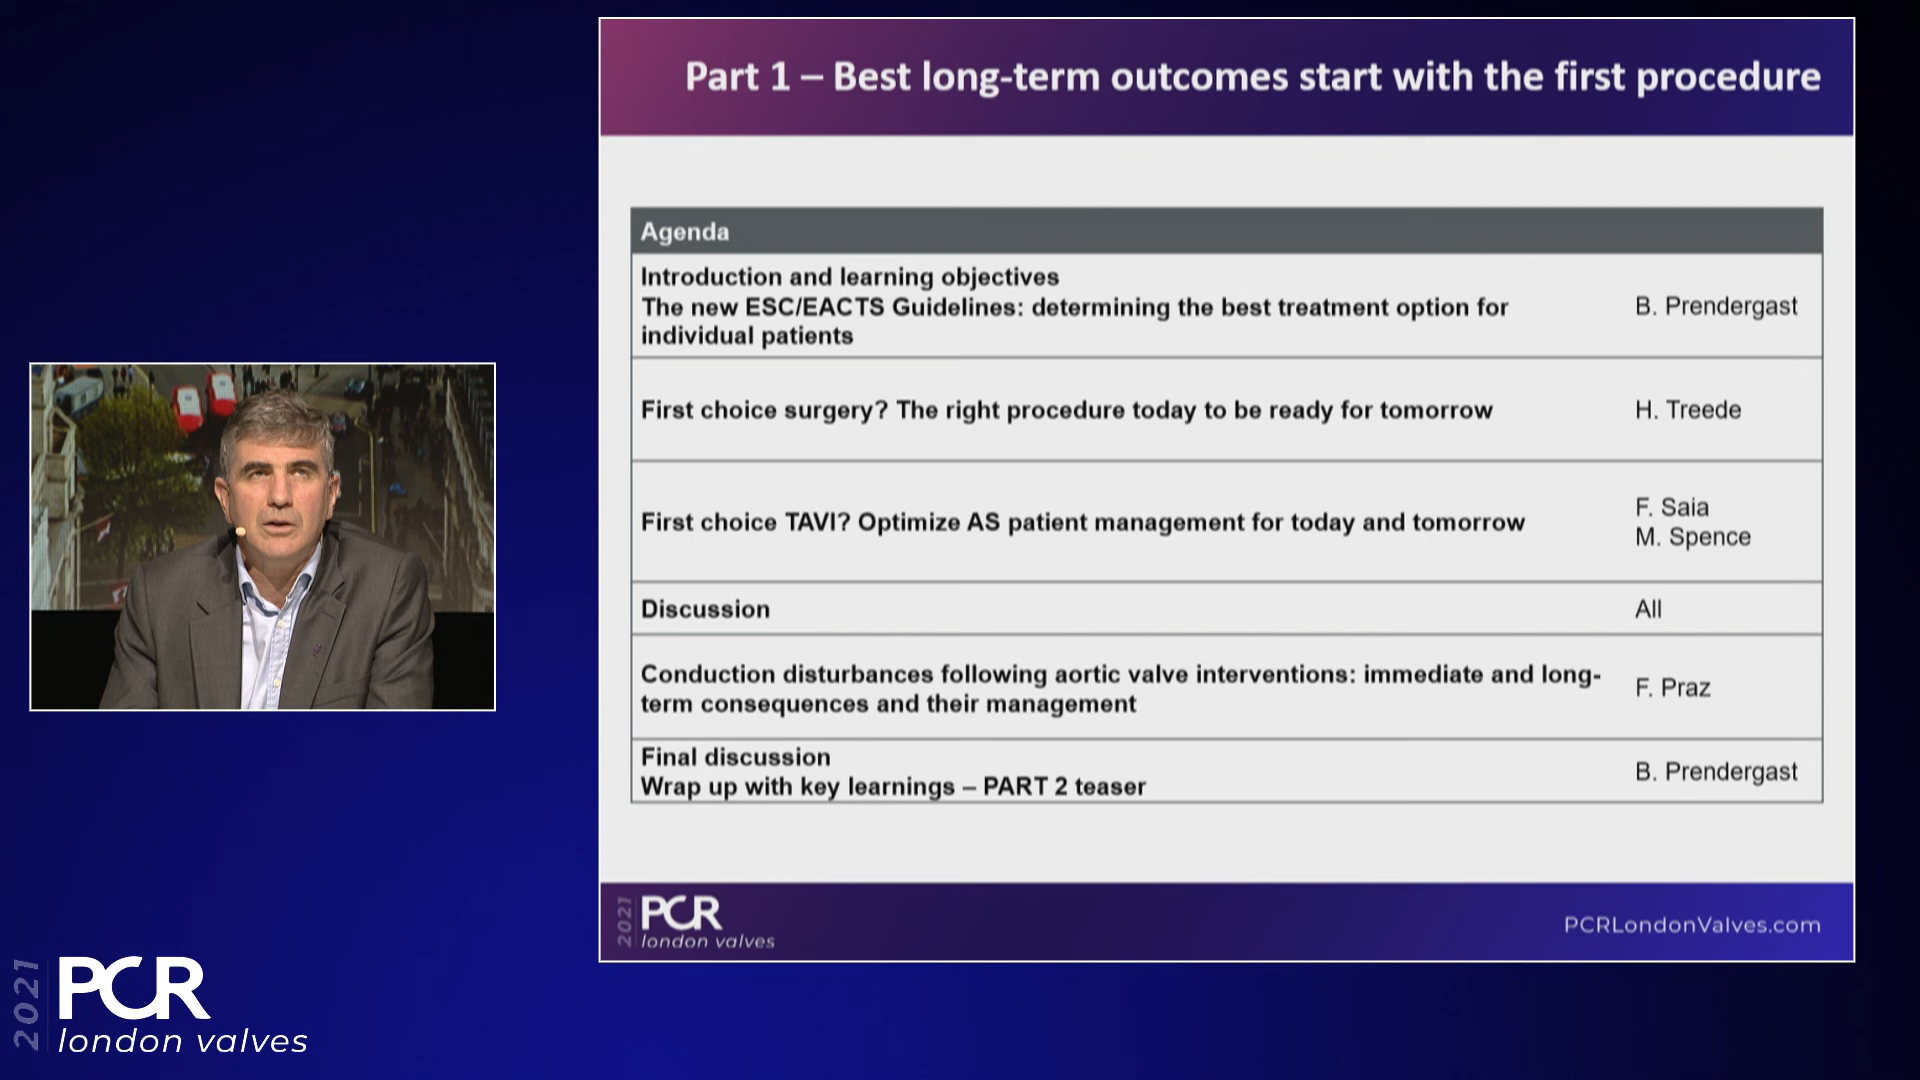 Part 1 – Best long-term outcomes start with the first procedure
Agenda
Introduction and learning objectives
The new ESC/EACTS Guidelines: determining the best treatment option for
individual patients
B. Prendergast
First choice surgery? The right procedure today to be ready for tomorrow
H. Treede
First choice TAVI? Optimize AS patient management for today and tomorrow
F. Saia
M. Spence
Discussion
All
Conduction disturbances following aortic valve interventions: immediate and long-
term consequences and their management
F. Praz
Final discussion
Wrap up with key learnings – PART 2 teaser
B. Prendergast
2021
PCR
london valves
PCRLondonValves.com
2021
PCR
london valves